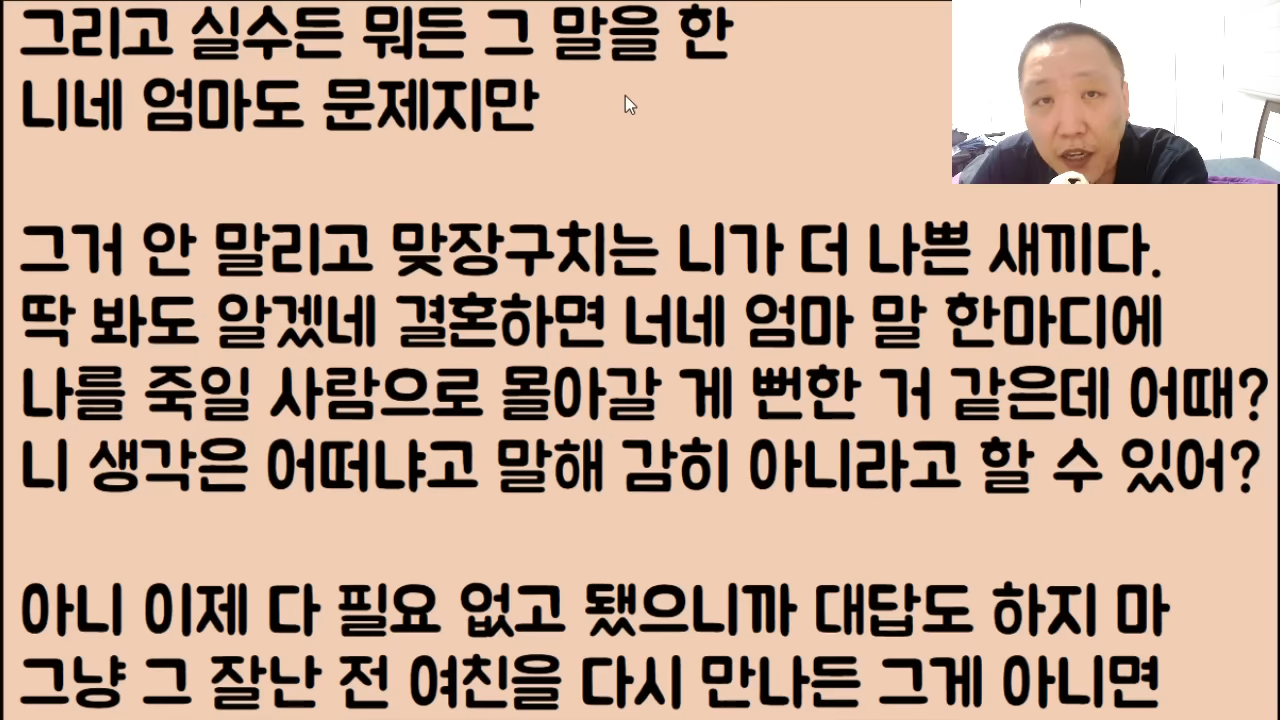 그리고 실수든 뭐든 그 말을 한
니네 엄마도 문제지만
그거 안 말리고 맞장구치는 니가 더 나쁜 새끼다.
딱 봐도 알겠네 결혼하면 너네 엄마 말 한마디에
나를 죽일 사람으로 몰아갈 게 뻔한 거 같은데 어때?
니 생각은 어떠냐고 말해 감히 아니라고 할 수 있어?
아니 이제 다 필요 없고 됐으니까 대답도 하지 마
그냥 그 잘난 전 여친을 다시 만나든 그게 아니면